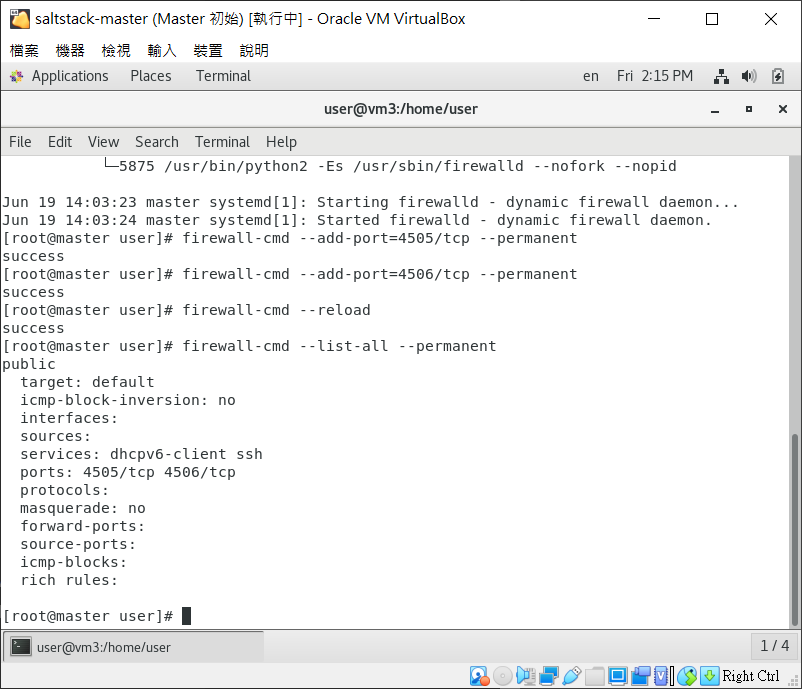 saltstack-master (Master 初始) [執行中] - Oracle VM VirtualBox
檔案 機器 檢視 輸入 裝置 說明
Applications Places Terminal en Fri 2:15 PM
user@vm3:/home/user
File Edit View Search Terminal Help
└─5875 /usr/bin/python2 -Es /usr/sbin/firewalld --nofork --nopid
Jun 19 14:03:23 master systemd[1]: Starting firewalld - dynamic firewall daemon...
Jun 19 14:03:24 master systemd[1]: Started firewalld - dynamic firewall daemon.
[root@master user]# firewall-cmd --add-port=4505/tcp --permanent
success
[root@master user]# firewall-cmd --add-port=4506/tcp --permanent
success
[root@master user]# firewall-cmd --reload
success
[root@master user]# firewall-cmd --list-all --permanent
public
  target: default
  icmp-block-inversion: no
  interfaces:
  sources:
  services: dhcpv6-client ssh
  ports: 4505/tcp 4506/tcp
  protocols:
  masquerade: no
  forward-ports:
  source-ports:
  icmp-blocks:
  rich rules:
[root@master user]#
user@vm3:/home/user 1 / 4
Right Ctrl